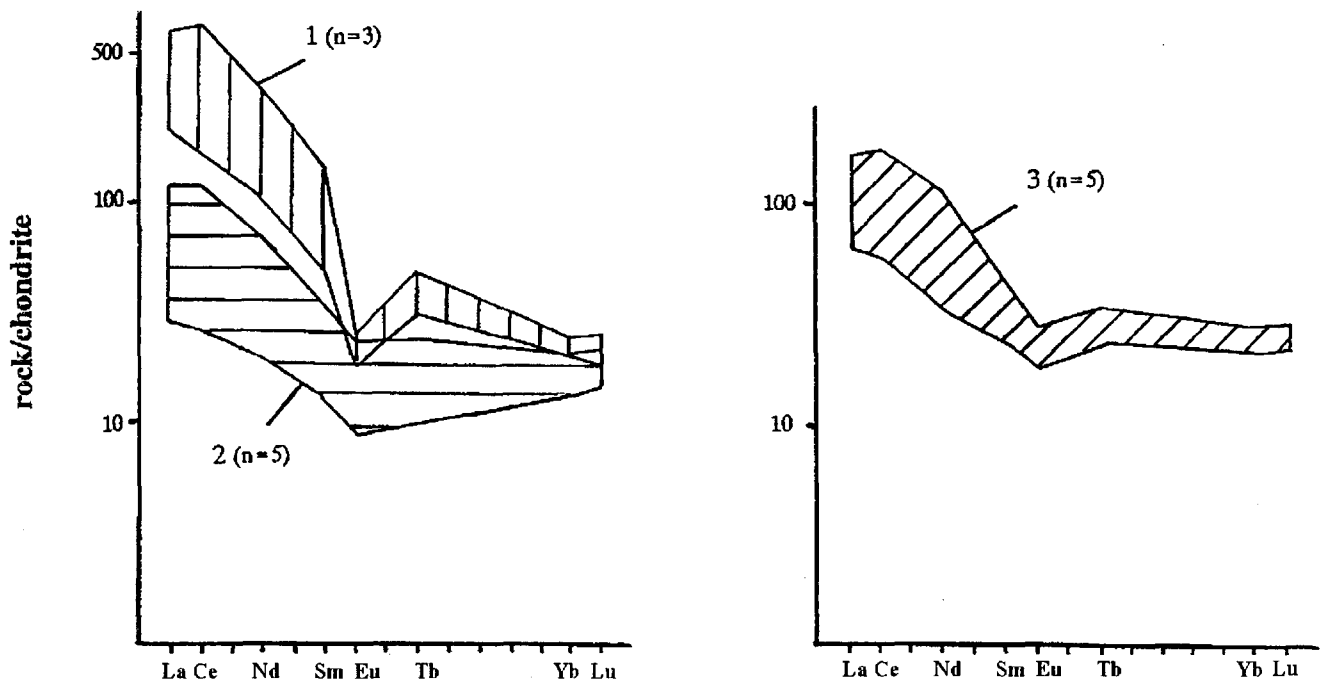 rock/chondrite
500
100
10
1 (n=3)
2 (n=5)
La Ce Nd Sm Eu Tb Yb Lu
100
10
3 (n=5)
La Ce Nd Sm Eu Tb Yb Lu